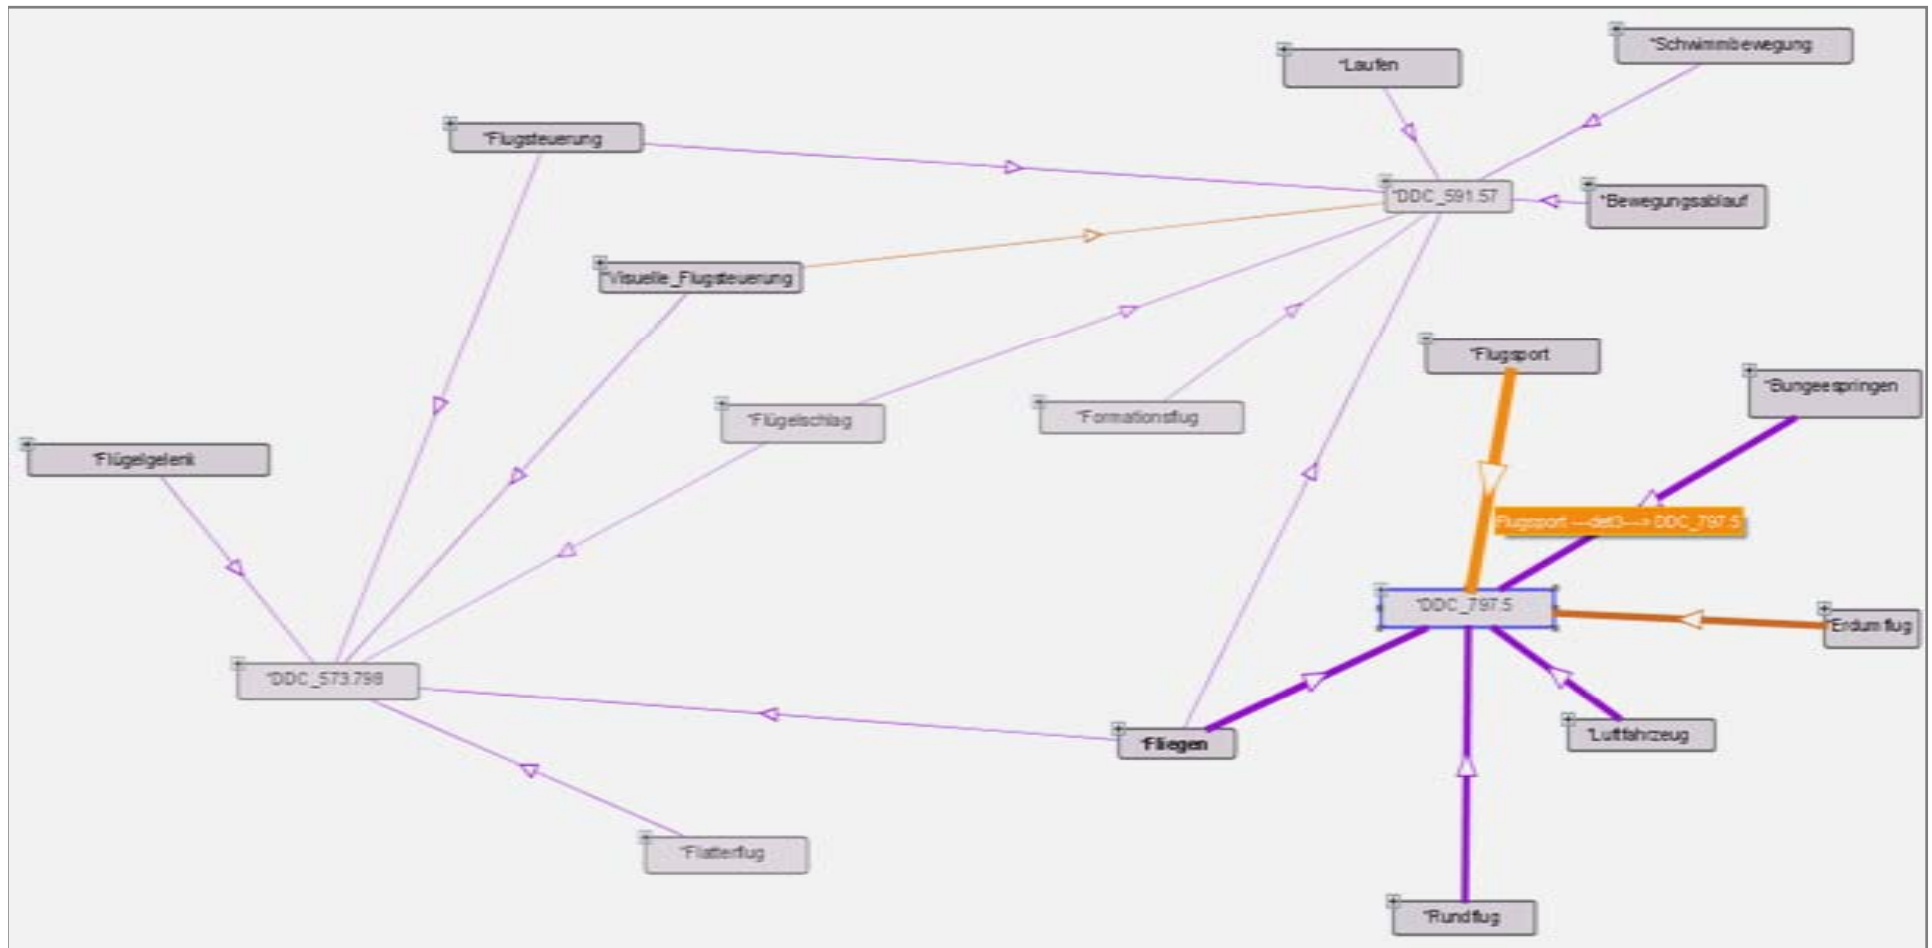 *Schwimmbewegung
*Laufen
*Flugsteuerung
*DDC_591.57
*Bewegungsablauf
*Visuelle_Flugsteuerung
*Flugsport
*Bungeespringen
*Flügelschlag
*Formationsflug
*Flügelgelenk
Flugsport ---det3---> DDC_797.5
*DDC_797.5
*Erdumflug
*DDC_573.798
*Fliegen
*Luftfahrzeug
*Flatterflug
*Rundflug